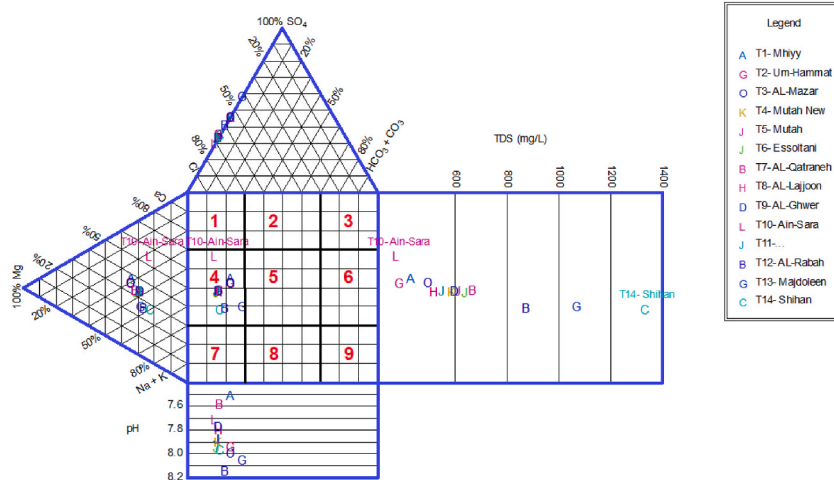 100% SO4
20%
20%
50%
50%
80%
80%
Cl
HCO3 + CO3
Ca
80%
50%
20%
100% Mg
20%
50%
80%
Na + K
TDS (mg/L)
600
800
1000
1200
1400
1
2
3
4
5
6
7
8
9
T10-Ain-Sara
T10-Ain-Sara
T10-Ain-Sara
L
L
L
T14- Shihan
C
G
A
O
H
J
B
B
G
pH
7.6
7.8
8.0
8.2
A
B
G
O
G
B
Legend
A T1- Mhiyy
G T2- Um-Hammat
O T3- AL-Mazar
K T4- Mutah New
J T5- Mutah
J T6- Essoltani
B T7- AL-Qatraneh
H T8- AL-Lajjoon
D T9- AL-Ghwer
L T10- Ain-Sara
J T11-...
B T12- AL-Rabah
G T13- Majdoleen
C T14- Shihan